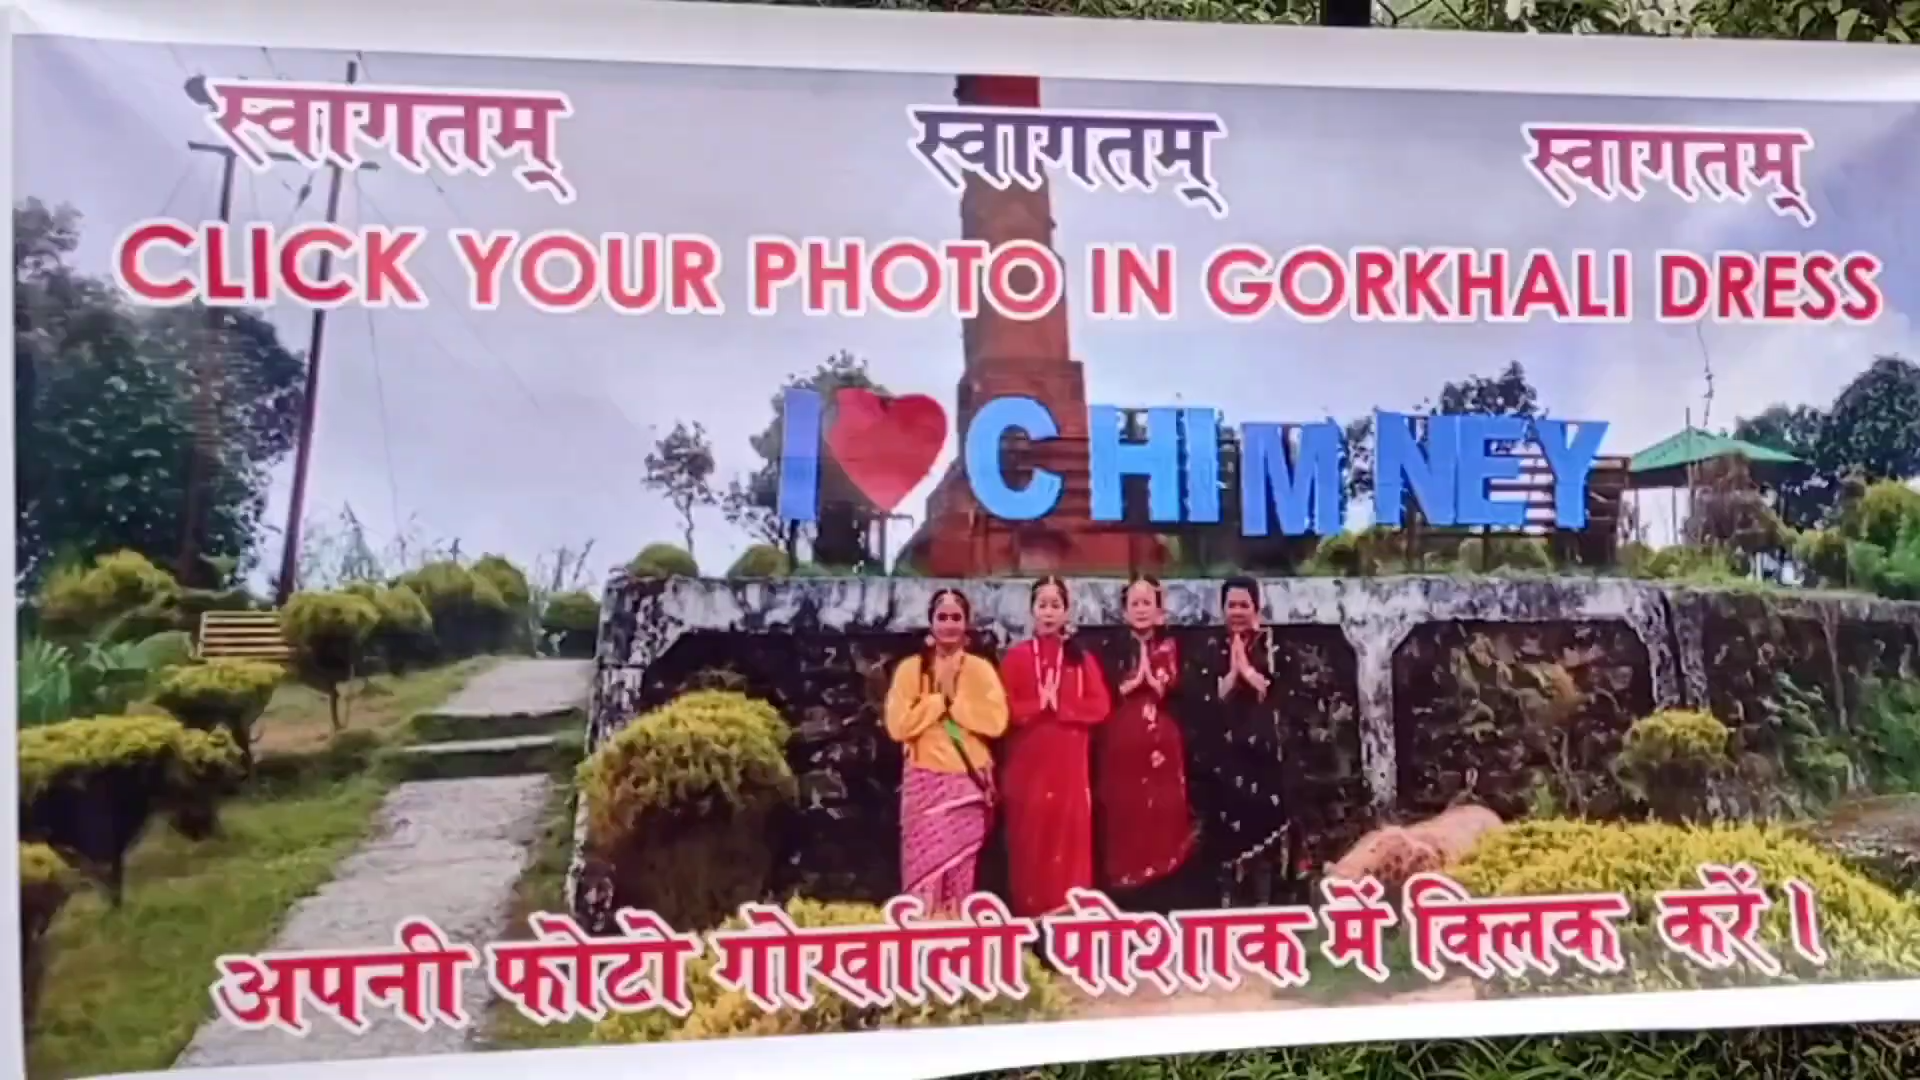 स्वागतम् स्वागतम् स्वागतम्
CLICK YOUR PHOTO IN GORKHALI DRESS
I ❤ CHIMNEY
अपनी फोटो गोर्खाली पोशाक में क्लिक करें ।